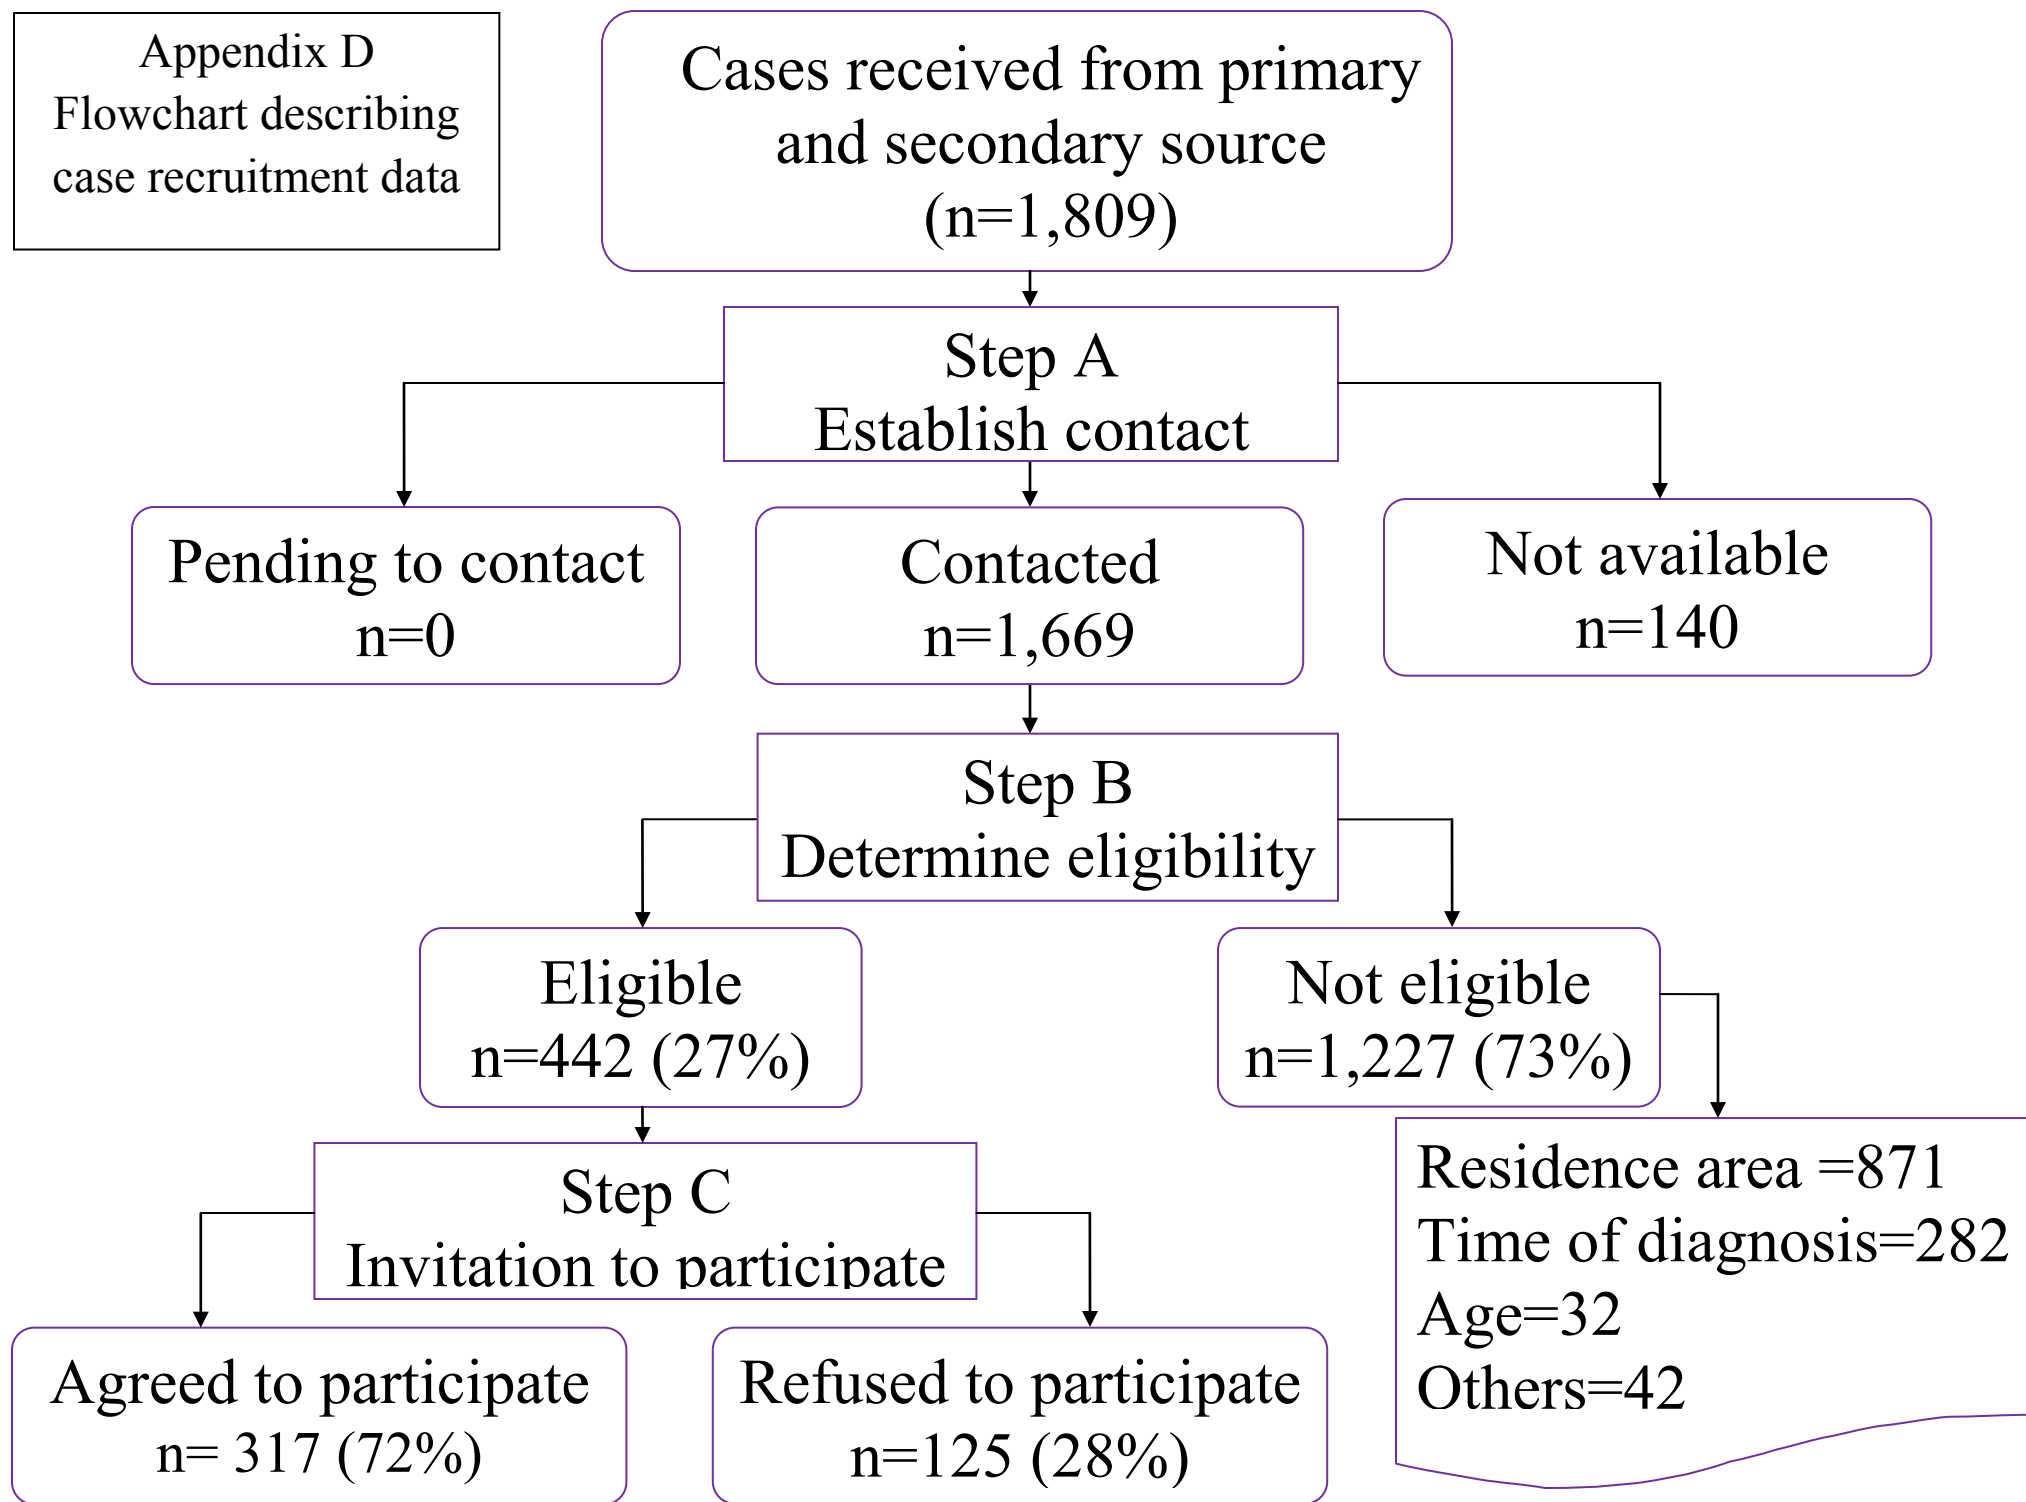 Appendix D
Flowchart describing
case recruitment data
Cases received from primary
and secondary source
(n=1,809)
Step A
Establish contact
Pending to contact
n=0
Contacted
n=1,669
Not available
n=140
Step B
Determine eligibility
Eligible
n=442 (27%)
Not eligible
n=1,227 (73%)
Residence area =871
Time of diagnosis=282
Age=32
Others=42
Step C
Invitation to participate
Agreed to participate
n= 317 (72%)
Refused to participate
n=125 (28%)